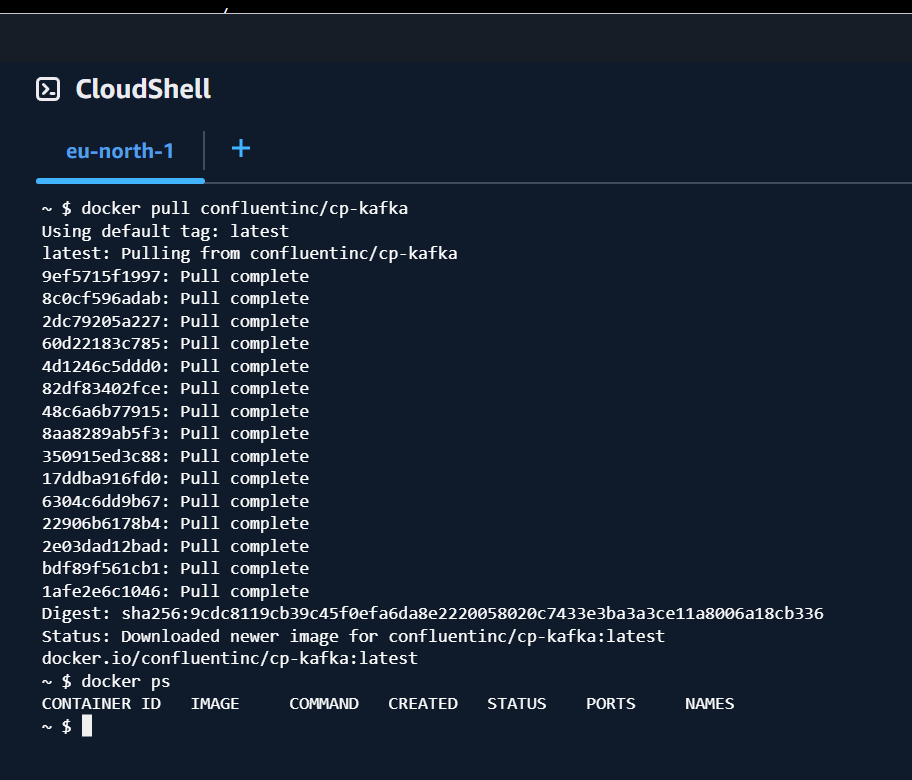 CloudShell
eu-north-1 +
~ $ docker pull confluentinc/cp-kafka
Using default tag: latest
latest: Pulling from confluentinc/cp-kafka
9ef5715f1997: Pull complete
8c0cf596adab: Pull complete
2dc79205a227: Pull complete
60d22183c785: Pull complete
4d1246c5ddd0: Pull complete
82df83402fce: Pull complete
48c6a6b77915: Pull complete
8aa8289ab5f3: Pull complete
350915ed3c88: Pull complete
17ddba916fd0: Pull complete
6304c6dd9b67: Pull complete
22906b6178b4: Pull complete
2e03dad12bad: Pull complete
bdf89f561cb1: Pull complete
1afe2e6c1046: Pull complete
Digest: sha256:9cdc8119cb39c45f0efa6da8e2220058020c7433e3ba3a3ce11a8006a18cb336
Status: Downloaded newer image for confluentinc/cp-kafka:latest
docker.io/confluentinc/cp-kafka:latest
~ $ docker ps
CONTAINER ID   IMAGE     COMMAND   CREATED   STATUS    PORTS     NAMES
~ $